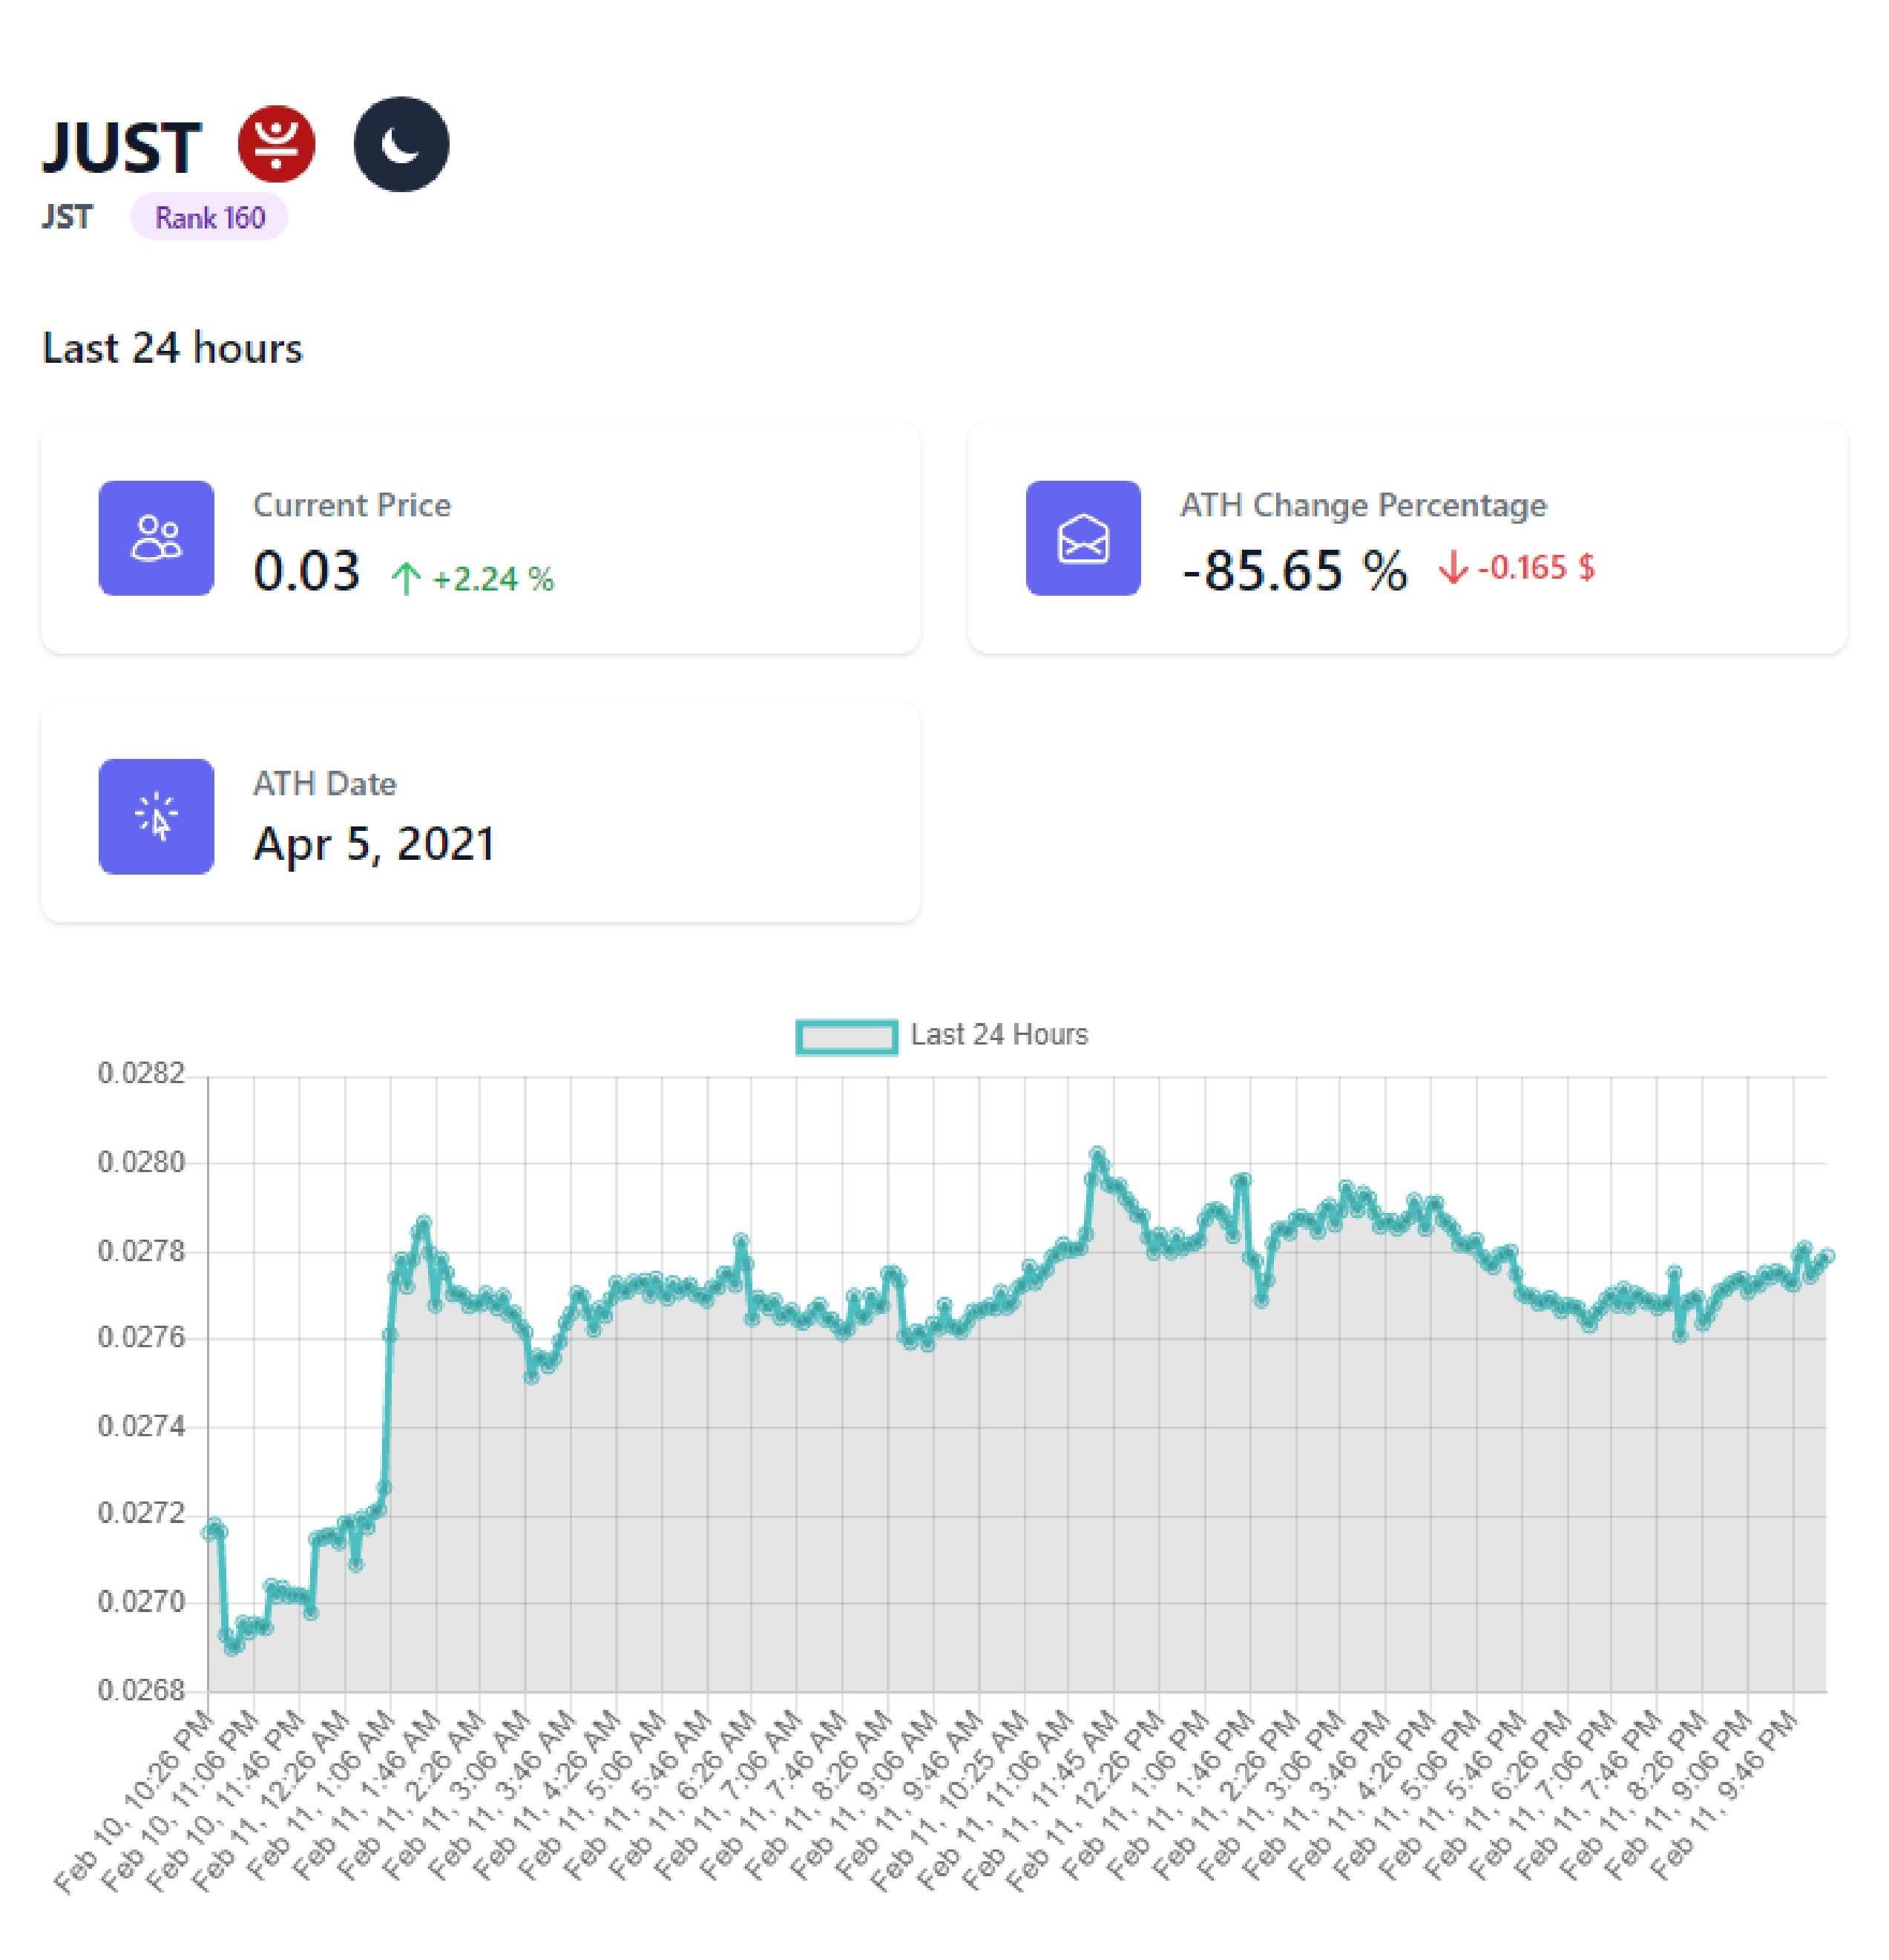 JUST
JST Rank 160
Last 24 hours
Current Price
0.03 +2.24 %
ATH Change Percentage
-85.65 % -0.165 $
ATH Date
Apr 5, 2021
Last 24 Hours
0.0282
0.0280
0.0278
0.0276
0.0274
0.0272
0.0270
0.0268
Feb 10, 10:26 PM
Feb 10, 11:06 PM
Feb 10, 11:46 PM
Feb 11, 12:26 AM
Feb 11, 1:06 AM
Feb 11, 1:46 AM
Feb 11, 2:26 AM
Feb 11, 3:06 AM
Feb 11, 3:46 AM
Feb 11, 4:26 AM
Feb 11, 5:06 AM
Feb 11, 5:46 AM
Feb 11, 6:26 AM
Feb 11, 7:06 AM
Feb 11, 7:46 AM
Feb 11, 8:26 AM
Feb 11, 9:06 AM
Feb 11, 9:46 AM
Feb 11, 10:25 AM
Feb 11, 11:06 AM
Feb 11, 11:45 AM
Feb 11, 12:26 PM
Feb 11, 1:06 PM
Feb 11, 1:46 PM
Feb 11, 2:26 PM
Feb 11, 3:06 PM
Feb 11, 3:46 PM
Feb 11, 4:26 PM
Feb 11, 5:06 PM
Feb 11, 5:46 PM
Feb 11, 6:26 PM
Feb 11, 7:06 PM
Feb 11, 7:46 PM
Feb 11, 8:26 PM
Feb 11, 9:06 PM
Feb 11, 9:46 PM